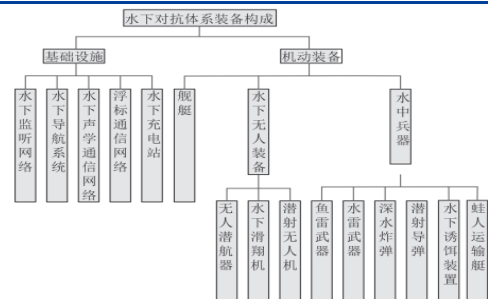 水下对抗体系装备构成
基础设施
机动装备
水下监听网络
水下导航系统
水下声学通信网络
浮标通信网络
水下充电站
舰艇
水下无人装备
水中兵器
无人潜航器
水下滑翔机
潜射无人机
鱼雷武器
水雷武器
深水炸弹
潜射导弹
水下诱饵装置
蛙人运输艇